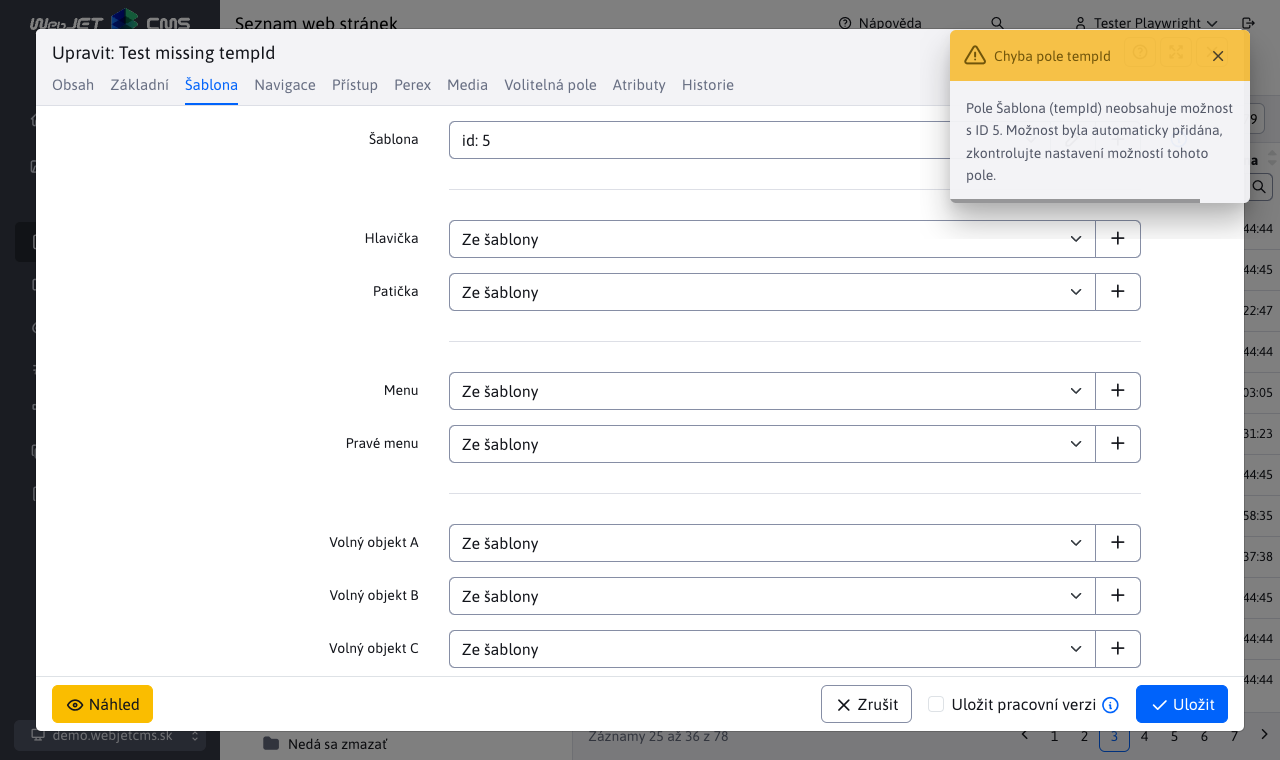 WebJET CMS
Seznam web stránek
Nápověda
Tester Playwright
Upravit: Test missing tempId
Obsah Základní Šablona Navigace Přístup Perex Media Volitelná pole Atributy Historie
Chyba pole tempId
Pole Šablona (tempId) neobsahuje možnost
s ID 5. Možnost byla automaticky přidána,
zkontrolujte nastavení možností tohoto
pole.
Šablona id: 5
Hlavička Ze šablony
Patička Ze šablony
Menu Ze šablony
Pravé menu Ze šablony
Volný objekt A Ze šablony
Volný objekt B Ze šablony
Volný objekt C Ze šablony
9
a
44:44
44:45
22:47
44:44
03:05
31:23
44:45
58:35
37:38
44:45
44:44
44:44
Náhled
Zrušit
Uložit pracovní verzi
Uložit
demo.webjetcms.sk
Nedá sa zmazať
Záznamy 25 až 36 z 78
1 2 3 4 5 6 7